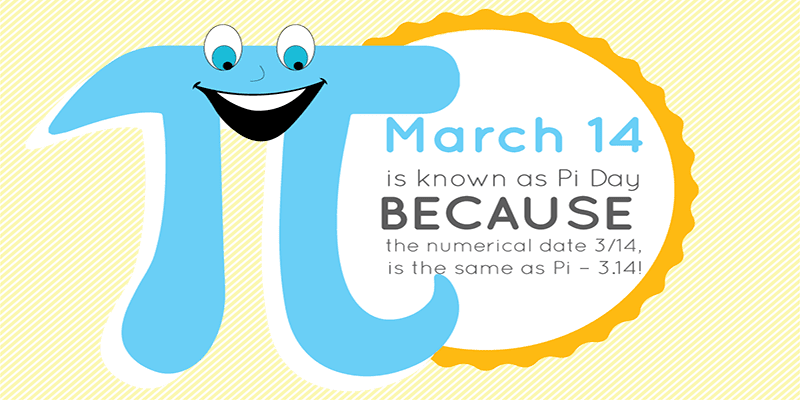 March 14
is known as Pi Day
BECAUSE
the numerical date 3/14,
is the same as Pi – 3.14!